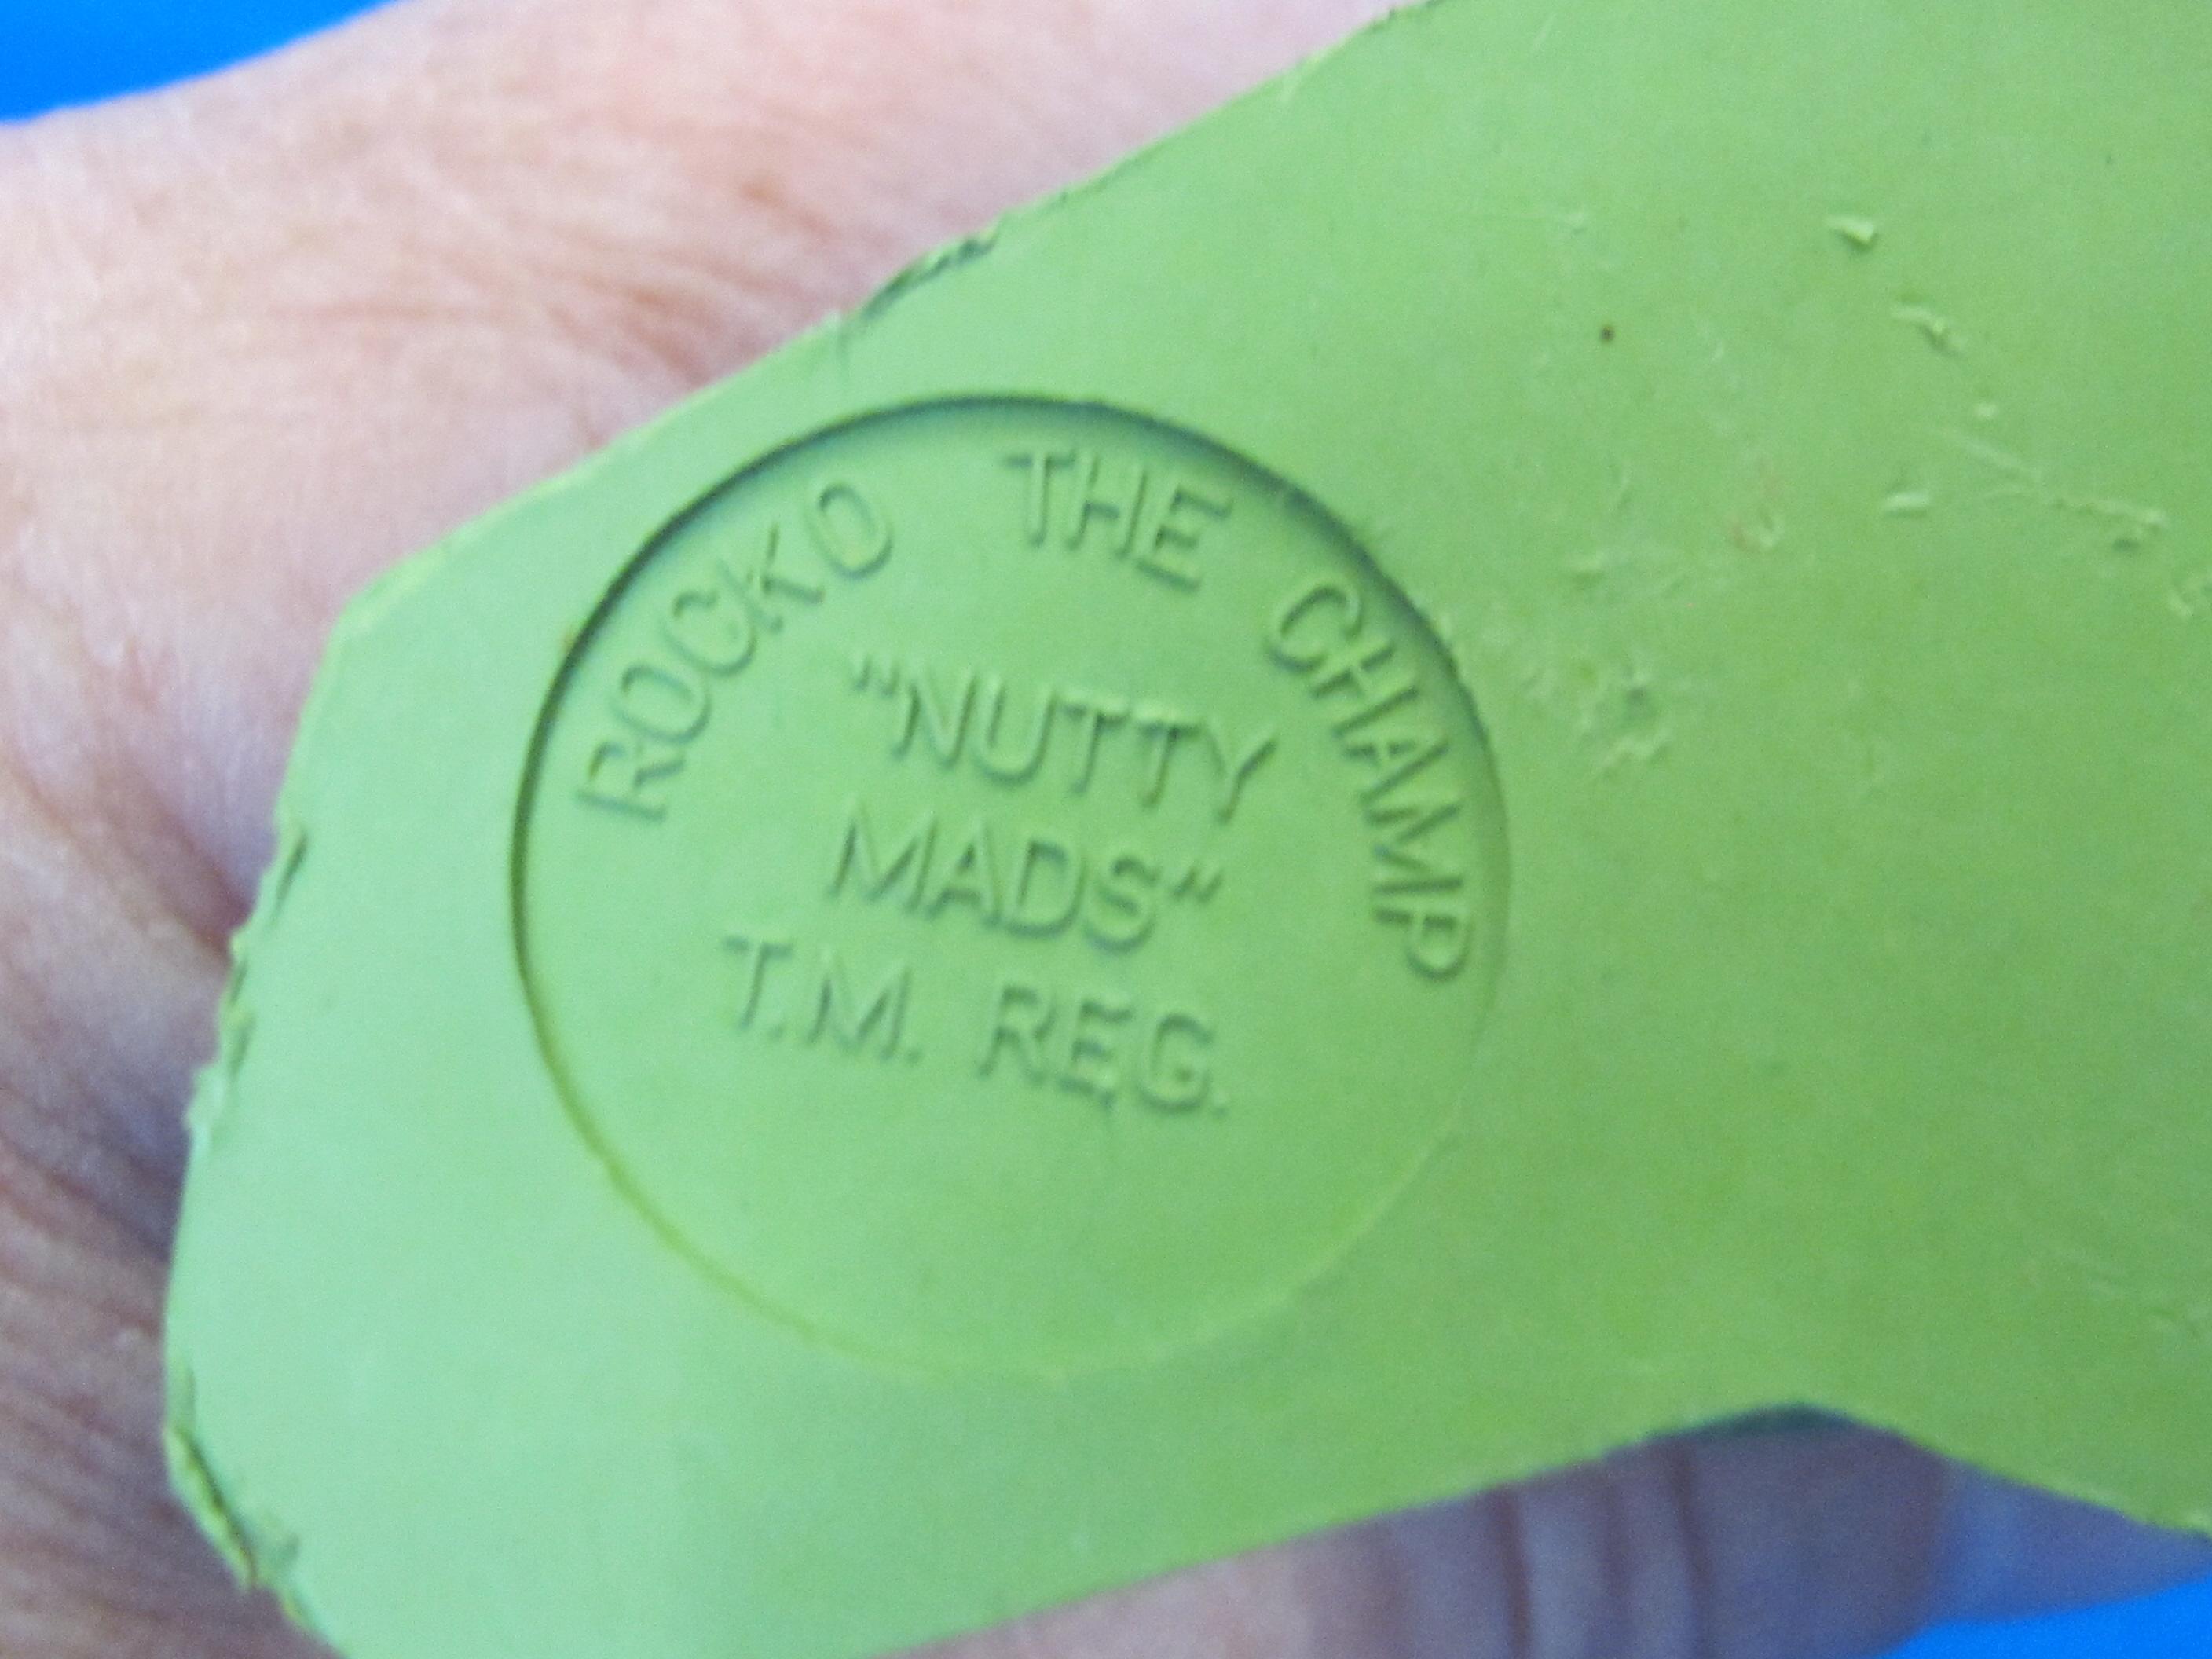 ROCKO THE CHAMP
"NUTTY
MADS"
T.M. REG.